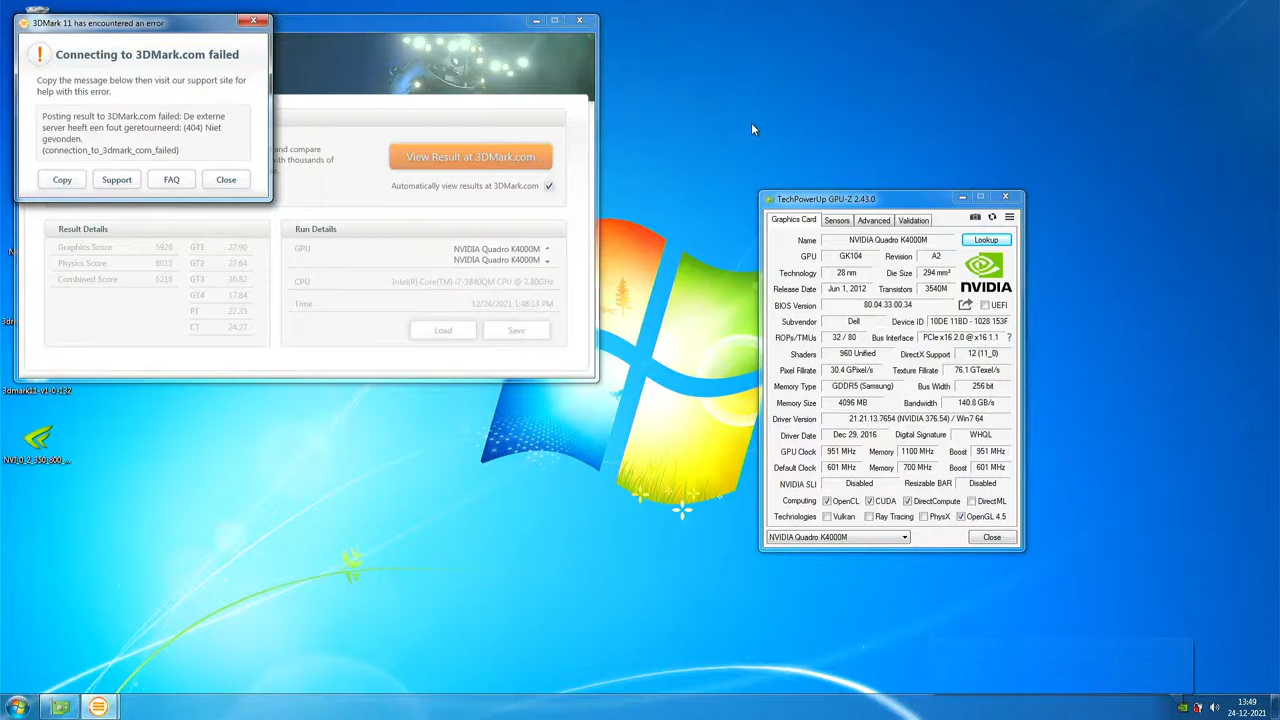 3DMark 11 has encountered an error
Connecting to 3DMark.com failed
Copy the message below then visit our support site for
help with this error.
Posting result to 3DMark.com failed: De externe
server heeft een fout geretourneerd: (404) Niet
gevonden.
(connection_to_3dmark_com_failed)
Copy Support FAQ Close
and compare
with thousands of
View Result at 3DMark.com
Automatically view results at 3DMark.com
Result Details
Graphics Score 5926 GT1 27.90
Physics Score 8615 GT2 27.64
Combined Score 5218 GT3 36.82
GT4 17.84
PT 27.35
CT 24.27
Run Details
GPU NVIDIA Quadro K4000M
NVIDIA Quadro K4000M
CPU Intel(R) Core(TM) i7-3840QM CPU @ 2.80GHz
Time 12/24/2021 1:48:13 PM
Load Save
3dmark11-v1-0-132
NV1.0_2_350-800_...
TechPowerUp GPU-Z 2.43.0
Graphics Card Sensors Advanced Validation
Name NVIDIA Quadro K4000M Lookup
GPU GK104 Revision A2
Technology 28 nm Die Size 294 mm²
Release Date Jun 1, 2012 Transistors 3540M
NVIDIA
BIOS Version 80.04.33.00.34 UEFI
Subvendor Dell Device ID 10DE 11BD - 1028 153F
ROPs/TMUs 32 / 80 Bus Interface PCIe x16 2.0 @ x16 1.1 ?
Shaders 960 Unified DirectX Support 12 (11_0)
Pixel Fillrate 30.4 GPixel/s Texture Fillrate 76.1 GTexel/s
Memory Type GDDR5 (Samsung) Bus Width 256 bit
Memory Size 4096 MB Bandwidth 140.8 GB/s
Driver Version 21.21.13.7654 (NVIDIA 376.54) / Win7 64
Driver Date Dec 29, 2016 Digital Signature WHQL
GPU Clock 951 MHz Memory 1100 MHz Boost 951 MHz
Default Clock 601 MHz Memory 700 MHz Boost 601 MHz
NVIDIA SLI Disabled Resizable BAR Disabled
Computing OpenCL CUDA DirectCompute DirectML
Technologies Vulkan Ray Tracing PhysX OpenGL 4.5
NVIDIA Quadro K4000M Close
13:49
24-12-2021